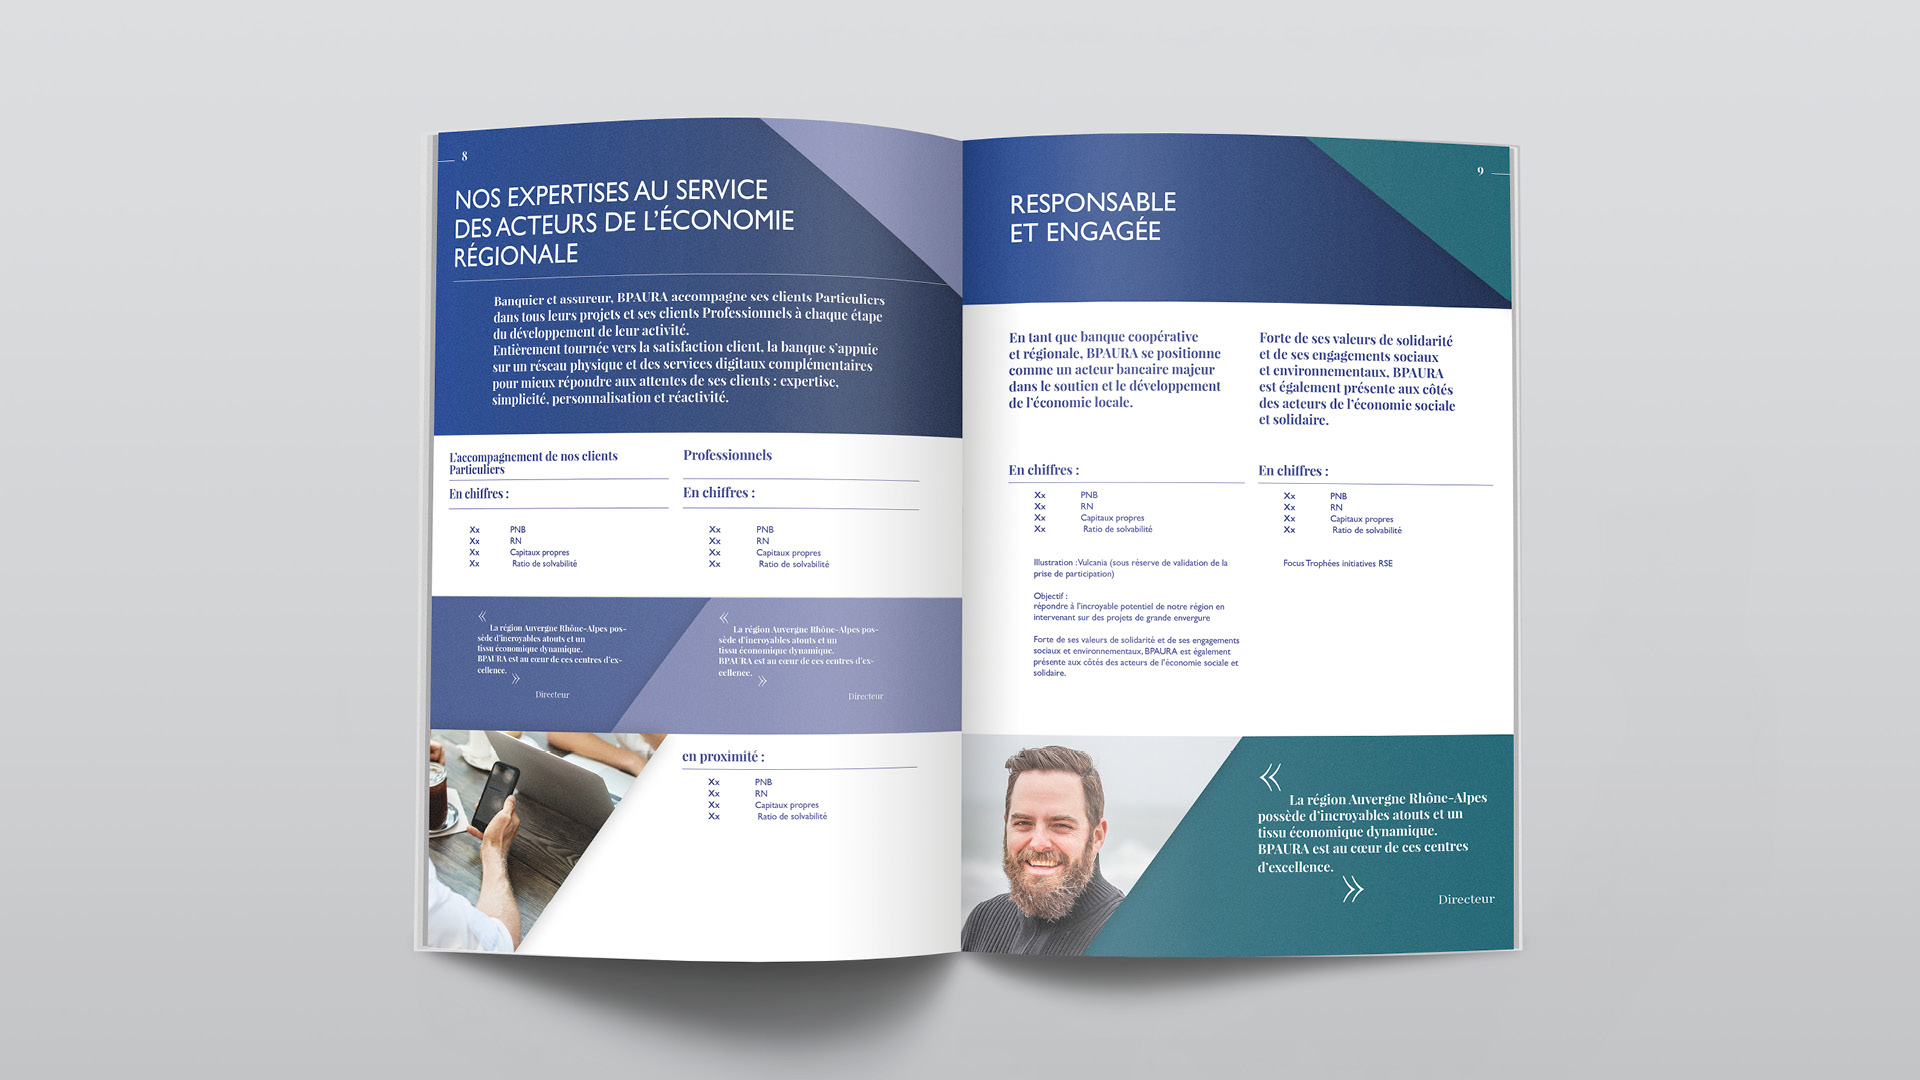 8
NOS EXPERTISES AU SERVICE
DES ACTEURS DE L'ÉCONOMIE
RÉGIONALE
Banquier et assureur, BPAURA accompagne ses clients Particuliers
dans tous leurs projets et ses clients Professionnels à chaque étape
du développement de leur activité.
Entièrement tournée vers la satisfaction client, la banque s'appuie
sur un réseau physique et des services digitaux complémentaires
pour mieux répondre aux attentes de ses clients : expertise,
simplicité, personnalisation et réactivité.
L'accompagnement de nos clients
Particuliers
En chiffres :
Xx PNB
Xx RN
Xx Capitaux propres
Xx Ratio de solvabilité
Professionnels
En chiffres :
Xx PNB
Xx RN
Xx Capitaux propres
Xx Ratio de solvabilité
«
La région Auvergne Rhône-Alpes pos-
sède d'incroyables atouts et un
tissu économique dynamique.
BPAURA est au cœur de ces centres d'ex-
cellence.
»
Directeur
«
La région Auvergne Rhône-Alpes pos-
sède d'incroyables atouts et un
tissu économique dynamique.
BPAURA est au cœur de ces centres d'ex-
cellence.
»
Directeur
en proximité :
Xx PNB
Xx RN
Xx Capitaux propres
Xx Ratio de solvabilité
9
RESPONSABLE
ET ENGAGÉE
En tant que banque coopérative
et régionale, BPAURA se positionne
comme un acteur bancaire majeur
dans le soutien et le développement
de l'économie locale.
En chiffres :
Xx PNB
Xx RN
Xx Capitaux propres
Xx Ratio de solvabilité
Illustration : Vulcania (sous réserve de validation de la
prise de participation)
Objectif :
répondre à l'incroyable potentiel de notre région en
intervenant sur des projets de grande envergure
Forte de ses valeurs de solidarité et de ses engagements
sociaux et environnementaux, BPAURA est également
présente aux côtés des acteurs de l'économie sociale et
solidaire.
Forte de ses valeurs de solidarité
et de ses engagements sociaux
et environnementaux, BPAURA
est également présente aux côtés
des acteurs de l'économie sociale
et solidaire.
En chiffres :
Xx PNB
Xx RN
Xx Capitaux propres
Xx Ratio de solvabilité
Focus Trophées initiatives RSE
«
La région Auvergne Rhône-Alpes
possède d'incroyables atouts et un
tissu économique dynamique.
BPAURA est au cœur de ces centres
d'excellence.
»
Directeur